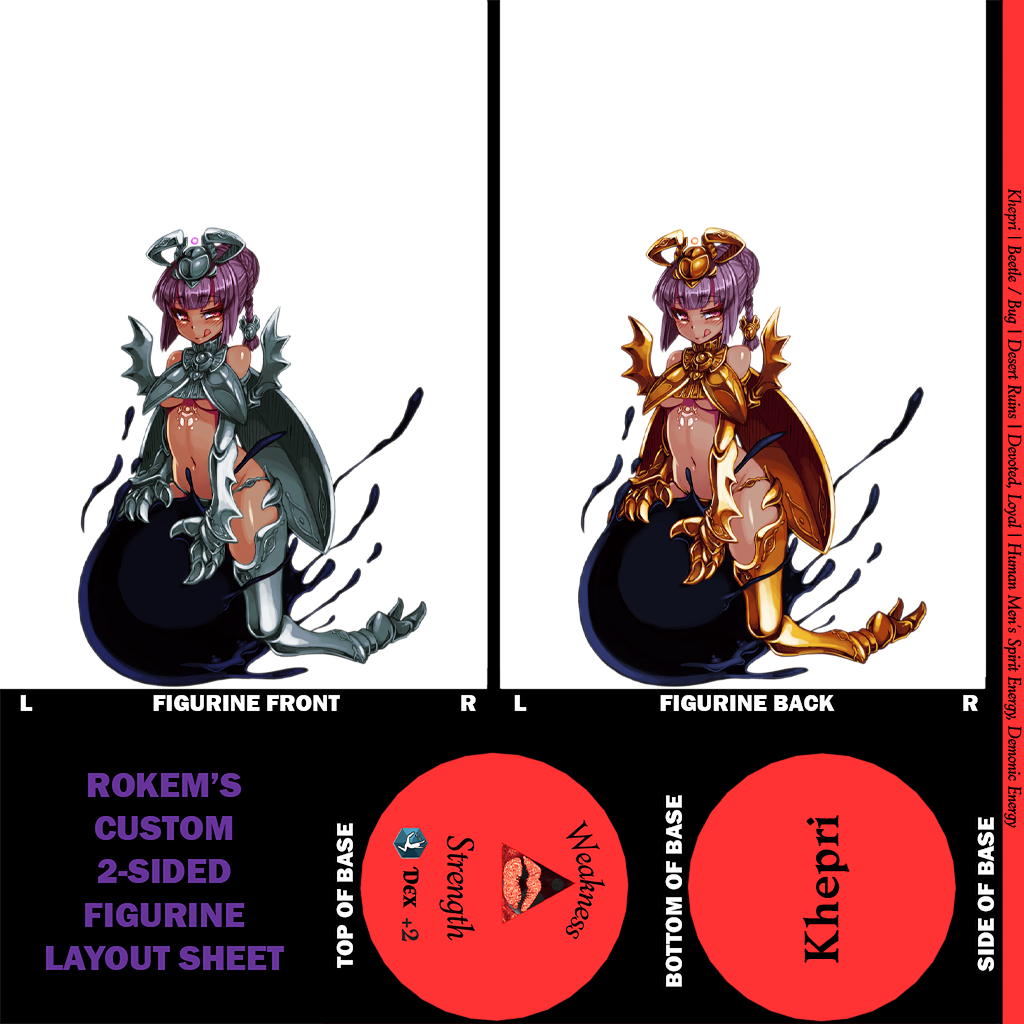 Khepri | Beetle / Bug | Desert Ruins | Devoted, Loyal | Human Men's Spirit Energy, Demonic Energy
L
FIGURINE FRONT
R
L
FIGURINE BACK
R
ROKEM'S
CUSTOM
2-SIDED
FIGURINE
LAYOUT SHEET
TOP OF BASE
Weakness
Strength
DEX +2
BOTTOM OF BASE
Khepri
SIDE OF BASE